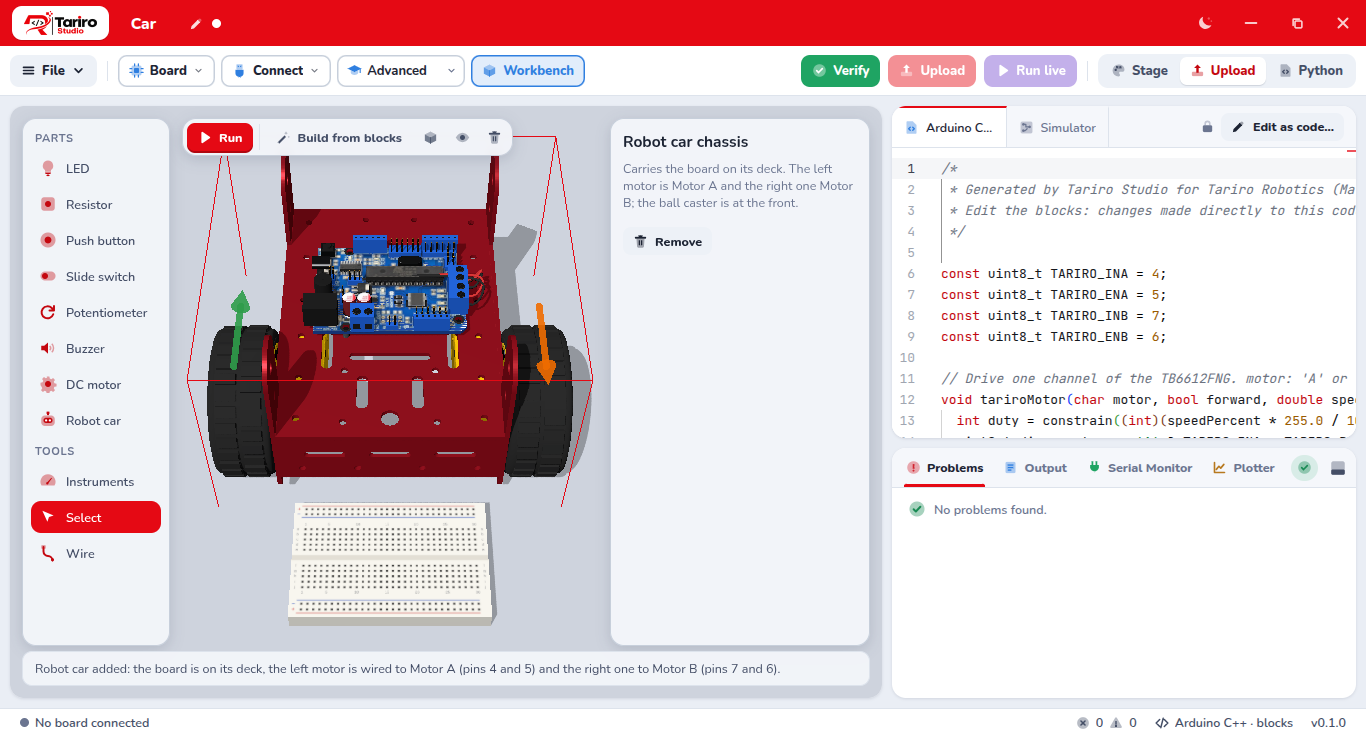 Tariro
Studio
Car
File
Board
Connect
Advanced
Workbench
Verify
Upload
Run live
Stage
Upload
Python
PARTS
LED
Resistor
Push button
Slide switch
Potentiometer
Buzzer
DC motor
Robot car
TOOLS
Instruments
Select
Wire
Run
Build from blocks
Robot car chassis
Carries the board on its deck. The left
motor is Motor A and the right one Motor
B; the ball caster is at the front.
Remove
Robot car added: the board is on its deck, the left motor is wired to Motor A (pins 4 and 5) and the right one to Motor B (pins 7 and 6).
Arduino C...
Simulator
Edit as code...
1 /*
2 * Generated by Tariro Studio for Tariro Robotics (Ma
3 * Edit the blocks: changes made directly to this cod
4 */
5
6 const uint8_t TARIRO_INA = 4;
7 const uint8_t TARIRO_ENA = 5;
8 const uint8_t TARIRO_INB = 7;
9 const uint8_t TARIRO_ENB = 6;
10
11 // Drive one channel of the TB6612FNG. motor: 'A' or
12 void tariroMotor(char motor, bool forward, double spe
13 int duty = constrain((int)(speedPercent * 255.0 / 1
Problems
Output
Serial Monitor
Plotter
No problems found.
No board connected
0
0
Arduino C++ · blocks
v0.1.0